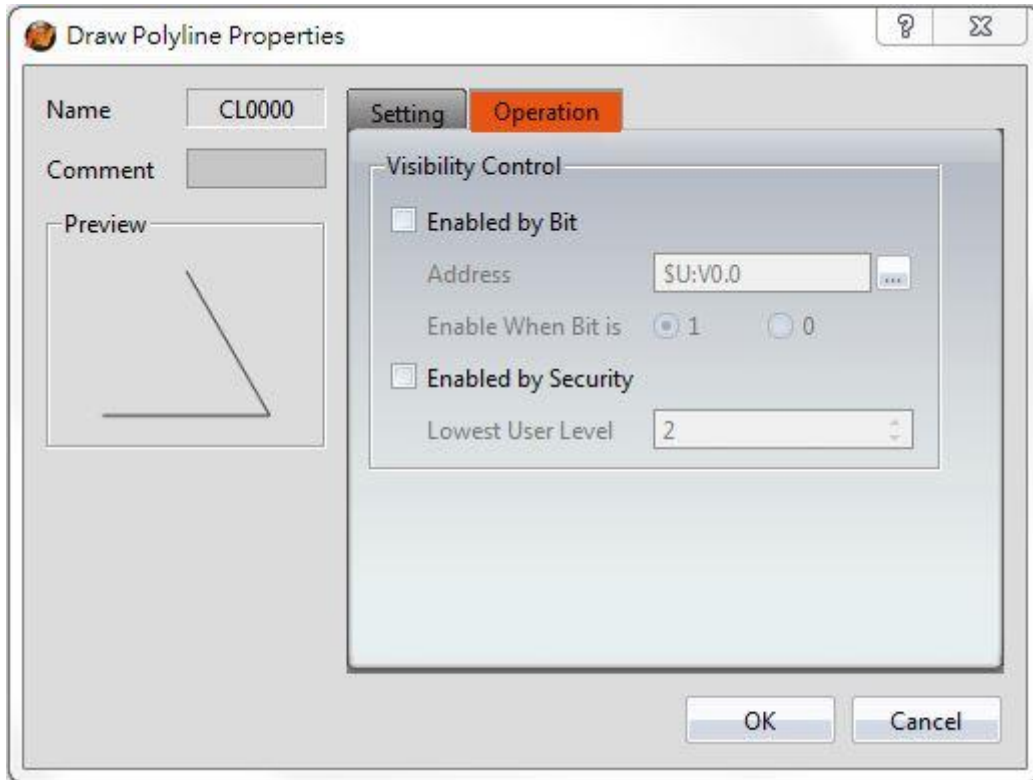 Draw Polyline Properties
Name CL0000
Comment
Preview
Setting Operation
Visibility Control
Enabled by Bit
Address $U:V0.0 ...
Enable When Bit is 1 0
Enabled by Security
Lowest User Level 2
OK Cancel